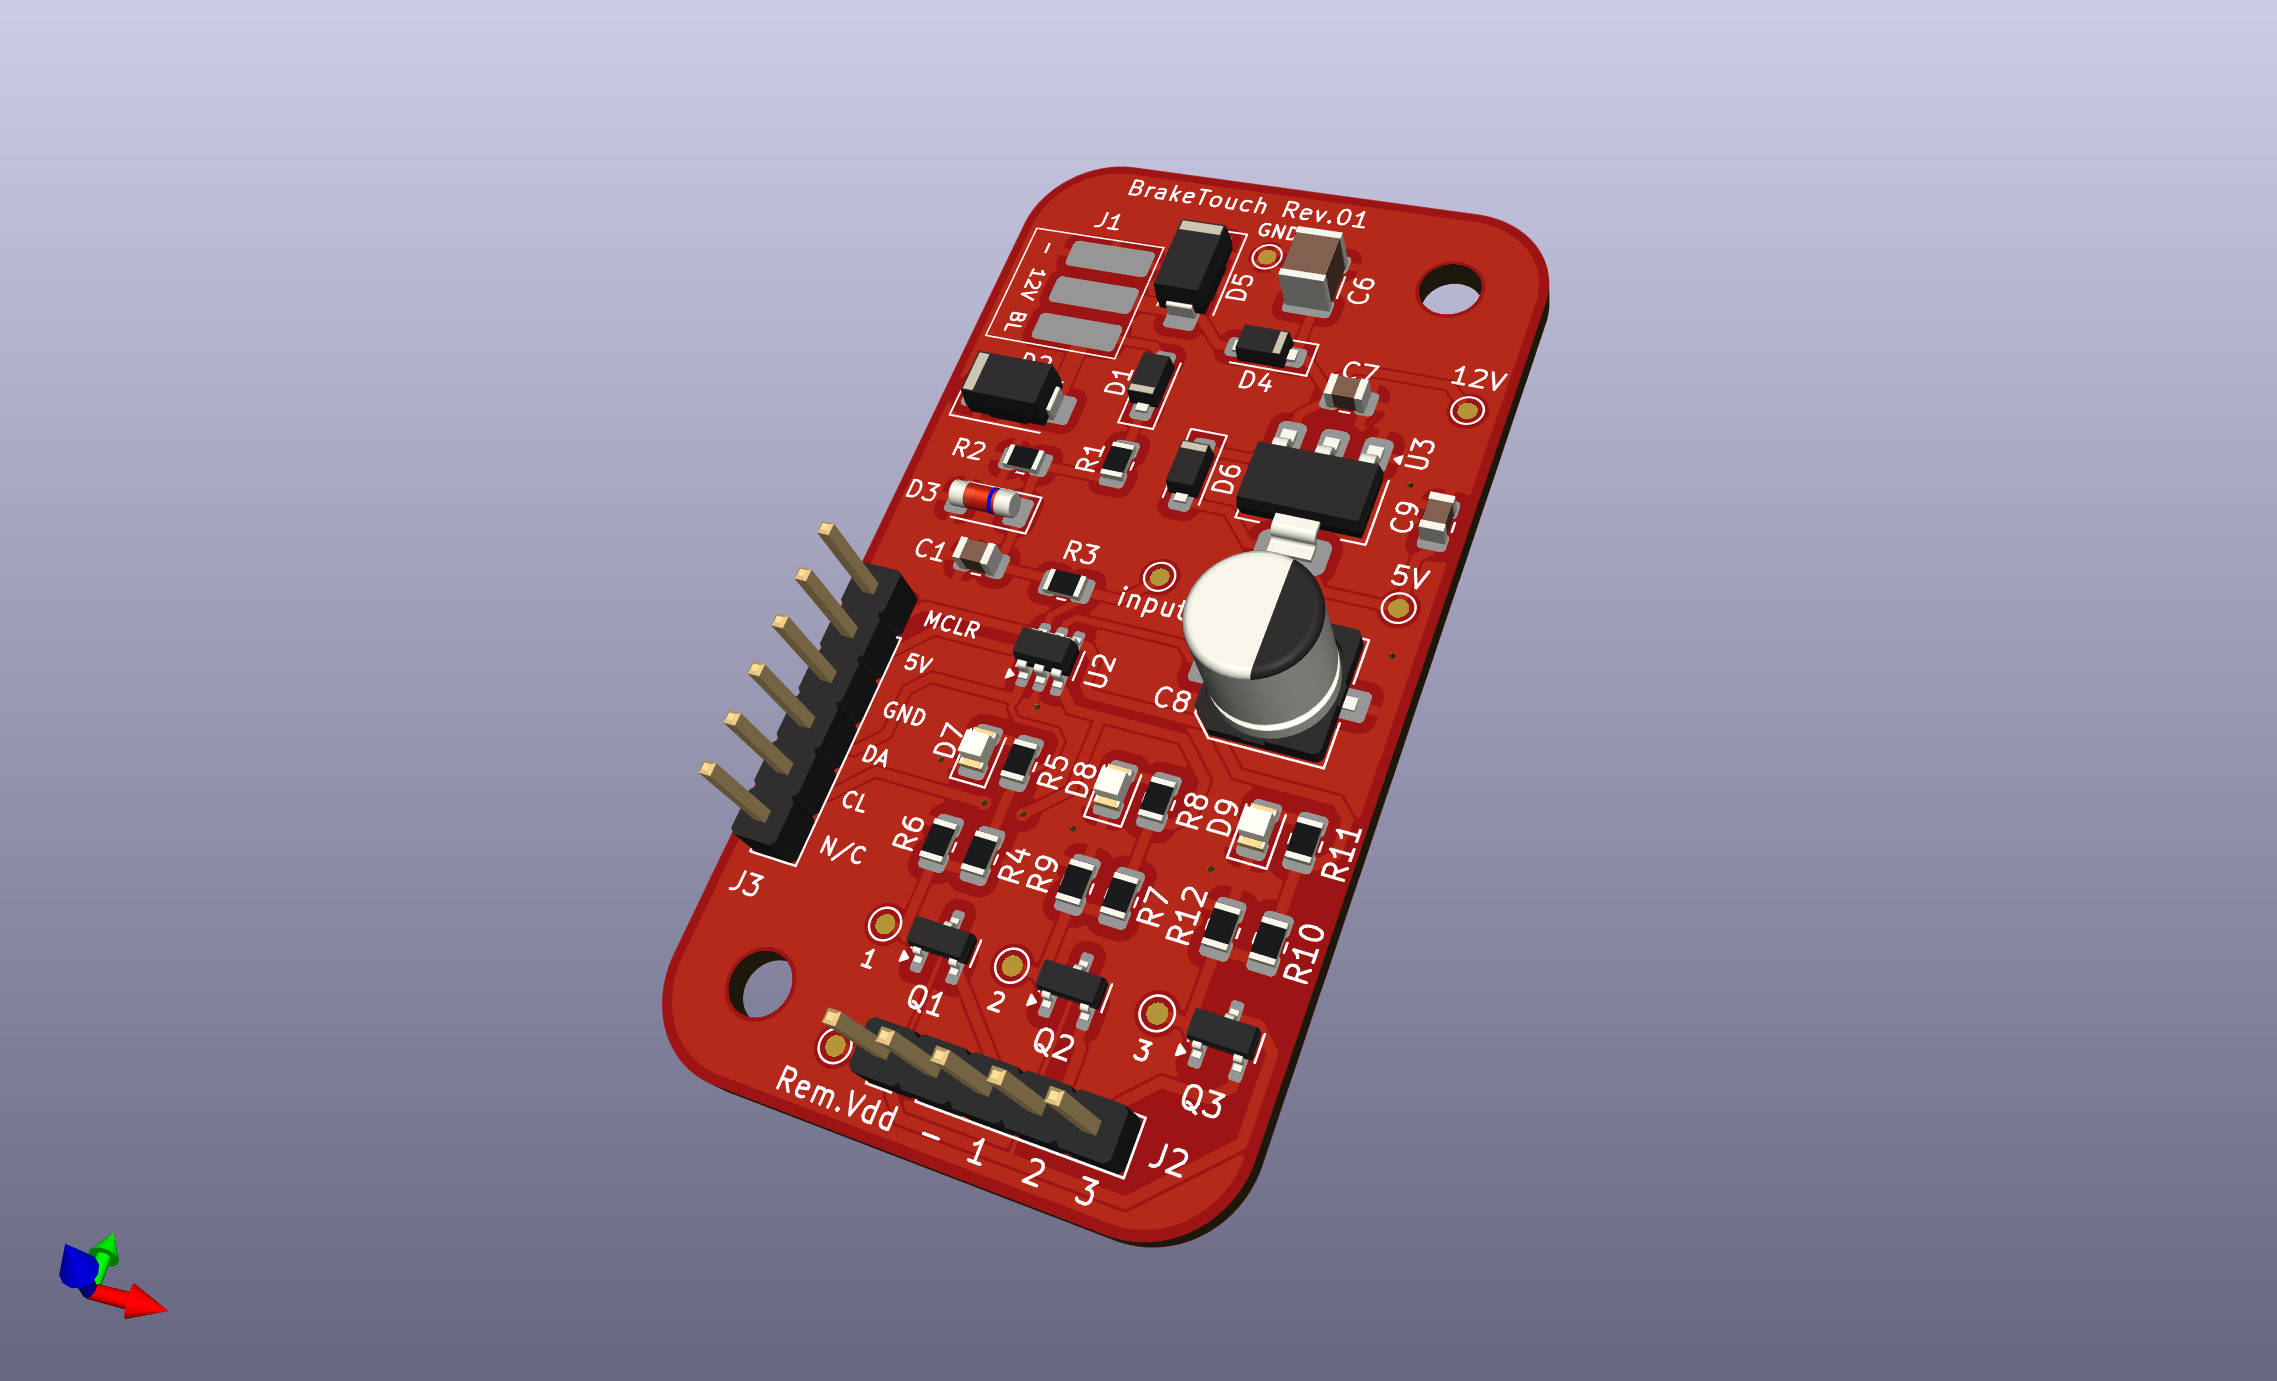 BrakeTouch Rev.01
J1
GND
-
12V
BL
D5
C6
D2
D1
D4
C7
12V
R2
R1
D6
U3
D3
C9
C1
R3
input
5V
MCLR
5V
U2
C8
GND
D7
DA
R5
D8
CL
R8
D9
R6
N/C
R4
R9
R11
J3
R7
R12
R10
1
Q1
2
Q2
3
Q3
Rem.Vdd
- 1 2 3
J2